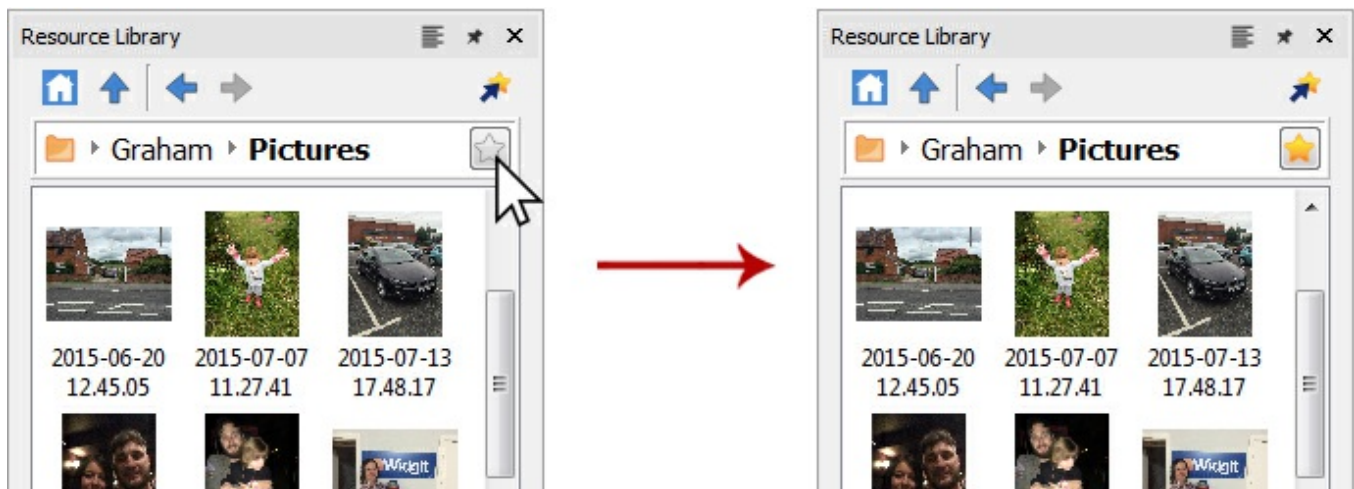 Resource Library
Graham Pictures
2015-06-20 2015-07-07 2015-07-13
12.45.05 11.27.41 17.48.17
Widgit
Resource Library
Graham Pictures
2015-06-20 2015-07-07 2015-07-13
12.45.05 11.27.41 17.48.17
Widgit